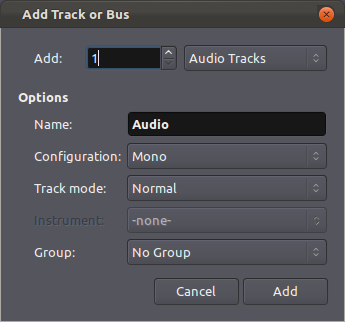 Add Track or Bus
Add: 1 Audio Tracks
Options
Name: Audio
Configuration: Mono
Track mode: Normal
Instrument: -none-
Group: No Group
Cancel Add